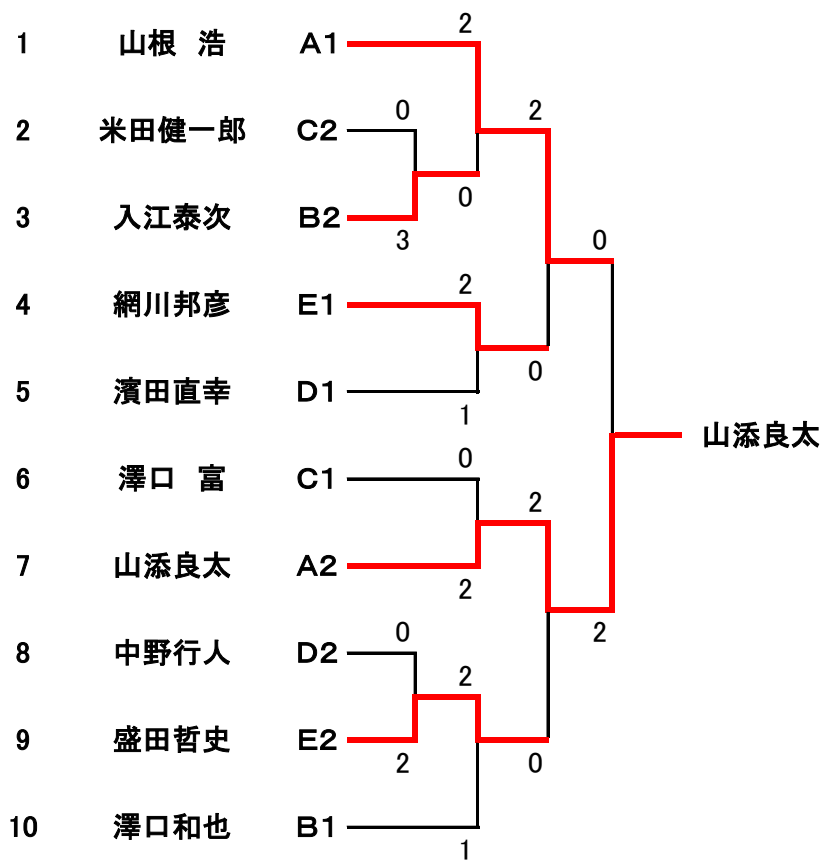 2
1 山根 浩 A1
0 2
2 米田健一郎 C2
0
3 入江泰次 B2
3 0
2
4 網川邦彦 E1
0
5 濱田直幸 D1
1
山添良太
0
6 澤口 富 C1
2
7 山添良太 A2
2
0 2
8 中野行人 D2
2
9 盛田哲史 E2
2 0
10 澤口和也 B1
1